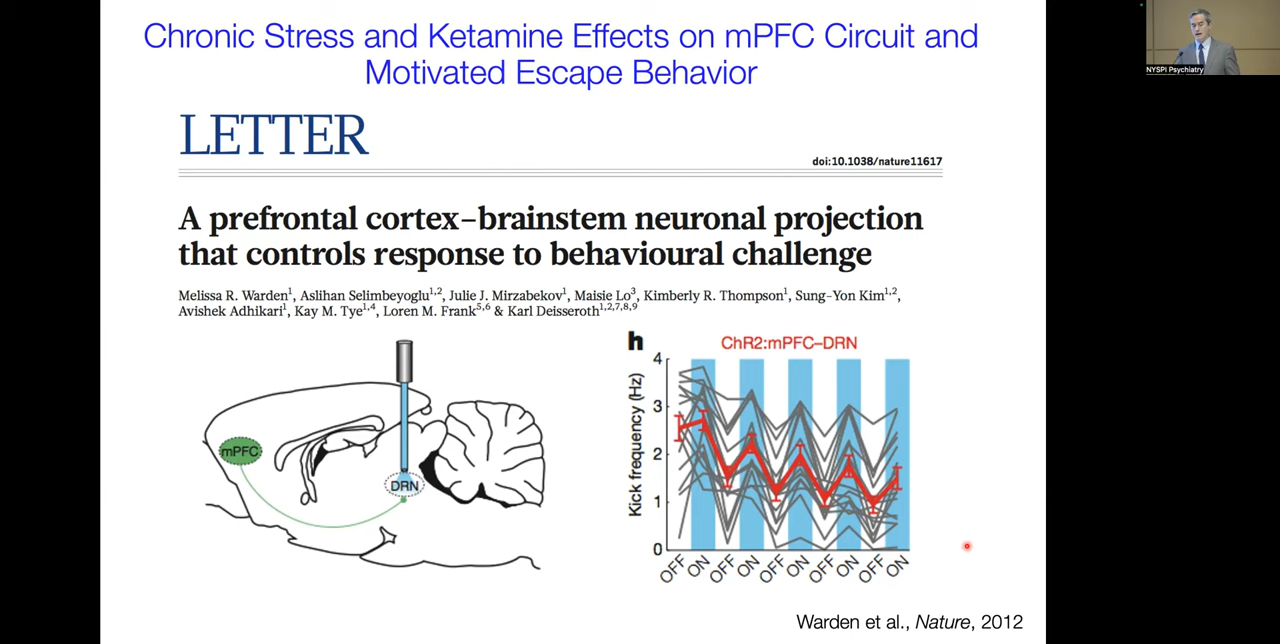 Chronic Stress and Ketamine Effects on mPFC Circuit and
Motivated Escape Behavior
NYSPI Psychiatry
LETTER
doi:10.1038/nature11617
A prefrontal cortex–brainstem neuronal projection
that controls response to behavioural challenge
Melissa R. Warden1, Aslihan Selimbeyoglu1,2, Julie J. Mirzabekov1, Maisie Lo3, Kimberly R. Thompson1, Sung-Yon Kim1,2,
Avishek Adhikari1, Kay M. Tye1,4, Loren M. Frank5,6 & Karl Deisseroth1,2,7,8,9
mPFC
DRN
h
ChR2:mPFC–DRN
Kick frequency (Hz)
4
3
2
1
0
OFF ON OFF ON OFF ON OFF ON OFF ON
Warden et al., Nature, 2012